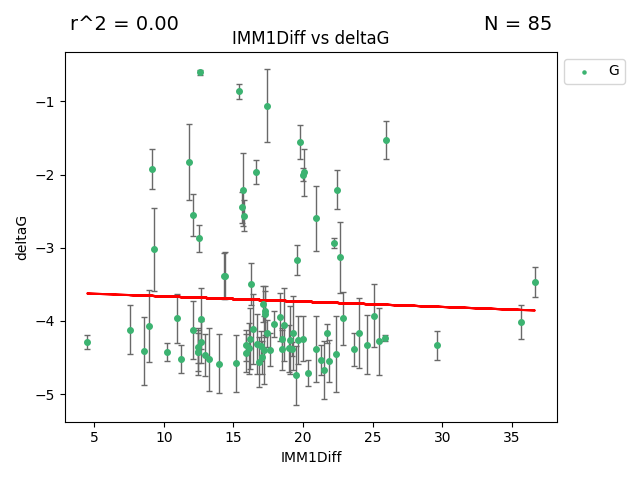 r^2 = 0.00
N = 85
IMM1Diff vs deltaG
G
−1
−2
−3
−4
−5
deltaG
5 10 15 20 25 30 35
IMM1Diff